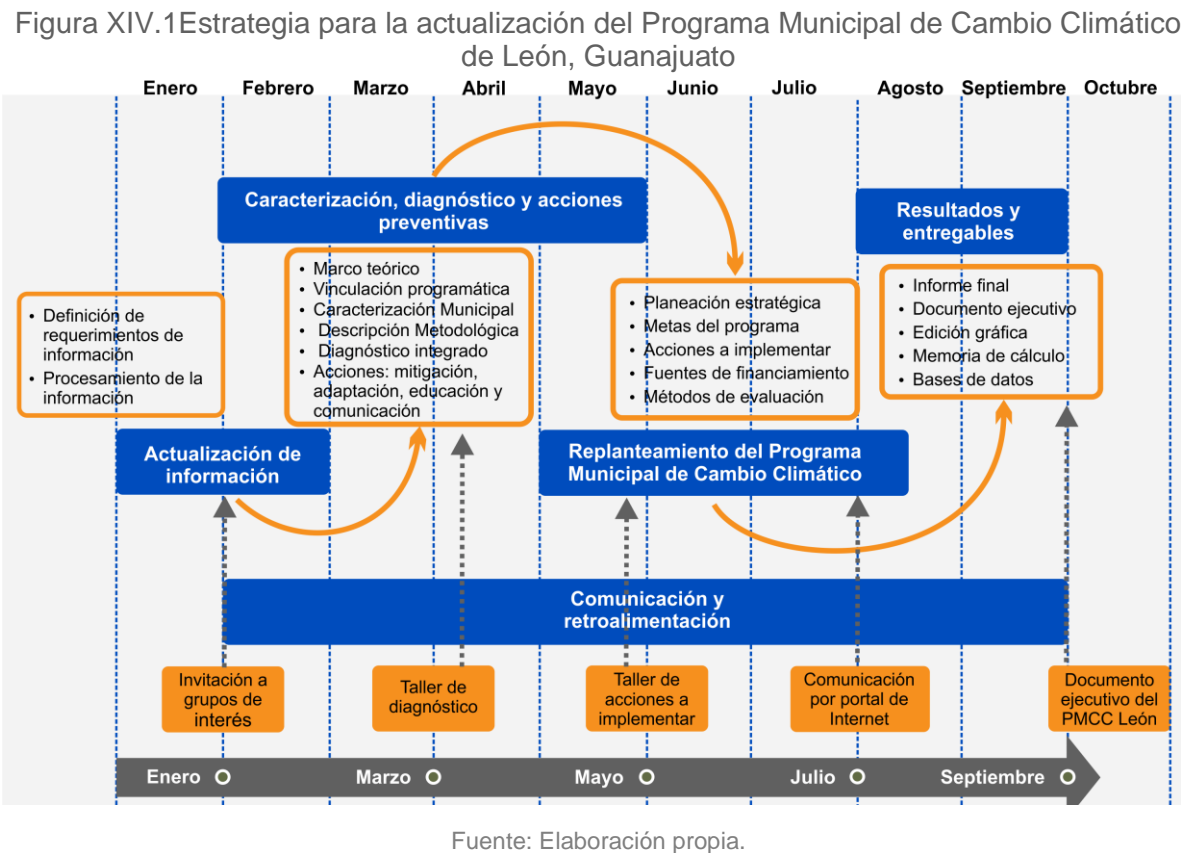 Figura XIV.1Estrategia para la actualización del Programa Municipal de Cambio Climático
de León, Guanajuato
Enero Febrero Marzo Abril Mayo Junio Julio Agosto Septiembre Octubre
Caracterización, diagnóstico y acciones
preventivas
Resultados y
entregables
• Definición de
requerimientos de
información
• Procesamiento de la
información
• Marco teórico
• Vinculación programática
• Caracterización Municipal
• Descripción Metodológica
• Diagnóstico integrado
• Acciones: mitigación,
adaptación, educación y
comunicación
• Planeación estratégica
• Metas del programa
• Acciones a implementar
• Fuentes de financiamiento
• Métodos de evaluación
• Informe final
• Documento ejecutivo
• Edición gráfica
• Memoria de cálculo
• Bases de datos
Actualización de
información
Replanteamiento del Programa
Municipal de Cambio Climático
Comunicación y
retroalimentación
Invitación a
grupos de
interés
Taller de
diagnóstico
Taller de
acciones a
implementar
Comunicación
por portal de
Internet
Documento
ejecutivo del
PMCC León
Enero Marzo Mayo Julio Septiembre
Fuente: Elaboración propia.